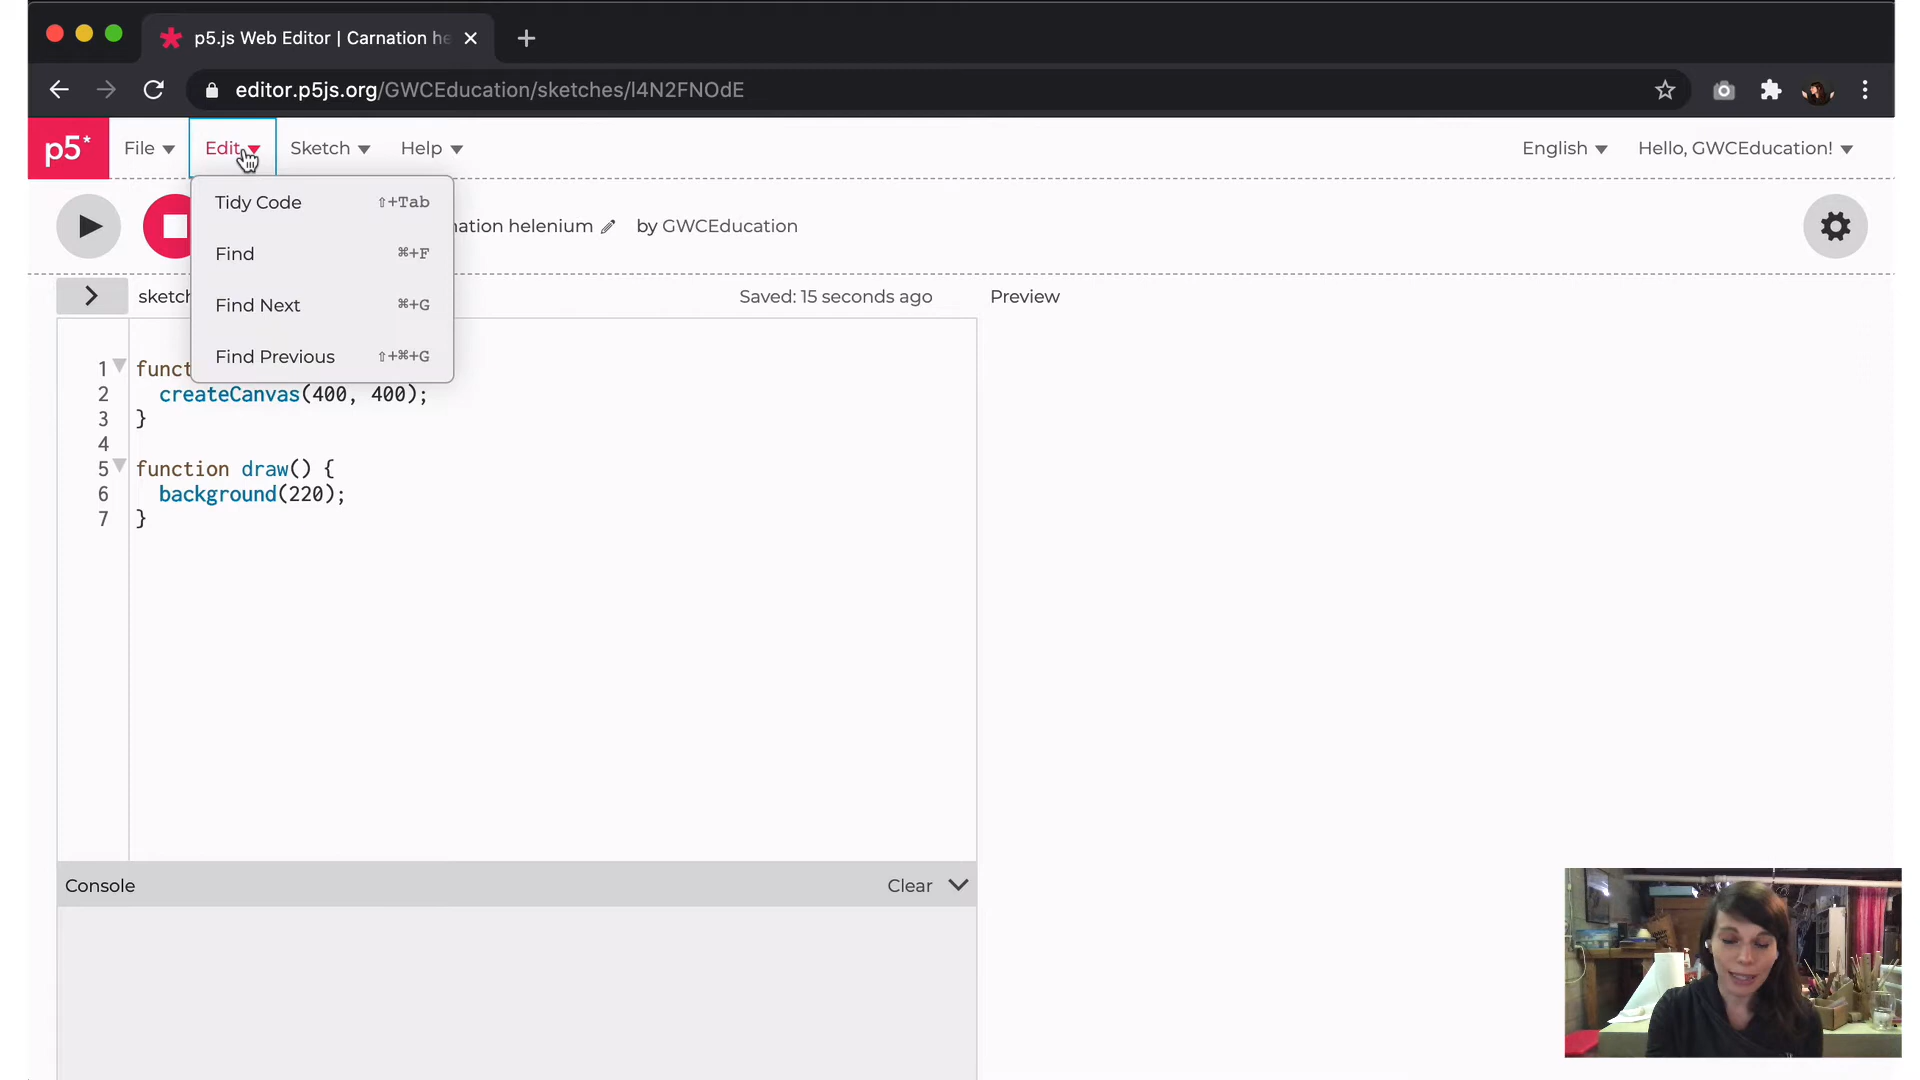 p5.js Web Editor | Carnation he
editor.p5js.org/GWCEducation/sketches/l4N2FNOdE
p5* File Edit Sketch Help English Hello, GWCEducation!
Tidy Code ⇧+Tab
nation helenium by GWCEducation
Find ⌘+F
sketch Saved: 15 seconds ago Preview
Find Next ⌘+G
Find Previous ⇧+⌘+G
1 funct
2 createCanvas(400, 400);
3 }
4
5 function draw() {
6 background(220);
7 }
Console Clear